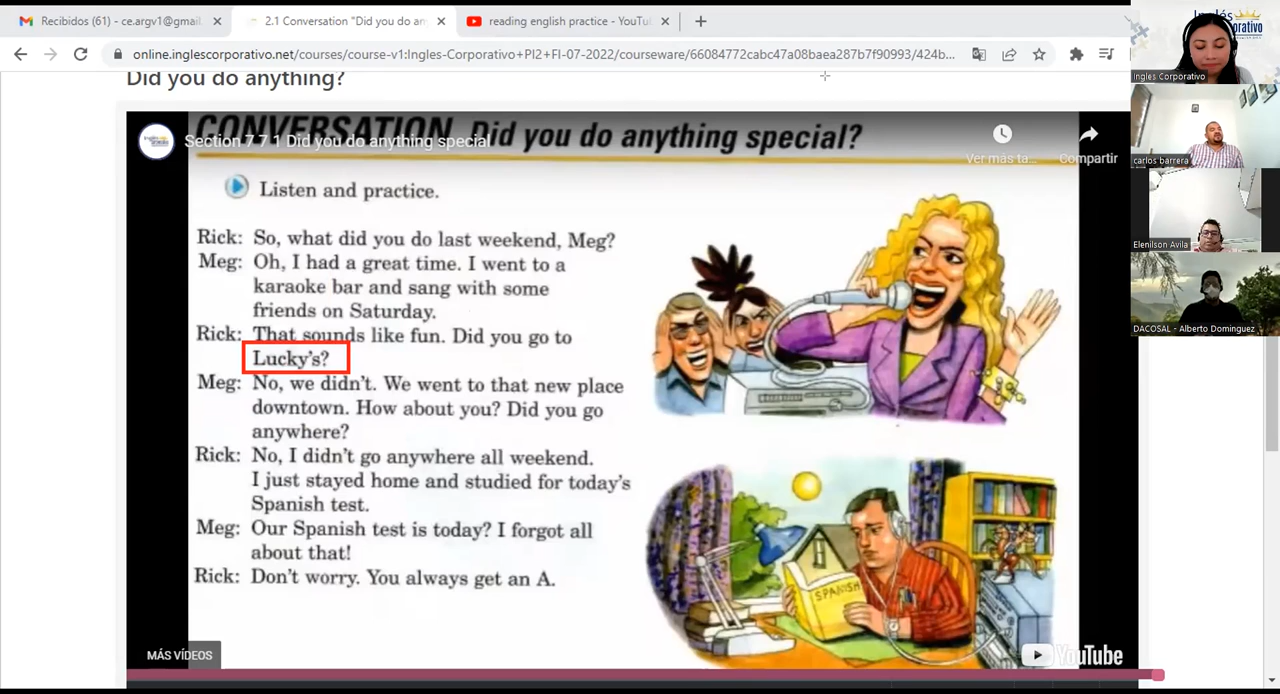 Recibidos (61) - ce.argv1@gmail.
2.1 Conversation "Did you do an
reading english practice - YouTu
online.inglescorporativo.net/courses/course-v1:Ingles-Corporativo+PI2+FI-07-2022/courseware/66084772cabc47a08baea287b7f90993/424b...
Did you do anything?
CONVERSATION Did you do anything special?
Section 7 7 1 Did you do anything special
Ver más ta...
Compartir
Listen and practice.
Rick: So, what did you do last weekend, Meg?
Meg: Oh, I had a great time. I went to a
karaoke bar and sang with some
friends on Saturday.
Rick: That sounds like fun. Did you go to
Lucky's?
Meg: No, we didn't. We went to that new place
downtown. How about you? Did you go
anywhere?
Rick: No, I didn't go anywhere all weekend.
I just stayed home and studied for today's
Spanish test.
Meg: Our Spanish test is today? I forgot all
about that!
Rick: Don't worry. You always get an A.
SPANISH
MÁS VÍDEOS
YouTube
Inglés
Corporativo
Ingles Corporativo
carlos barrera
Elenilson Avila
DACOSAL - Alberto Dominguez